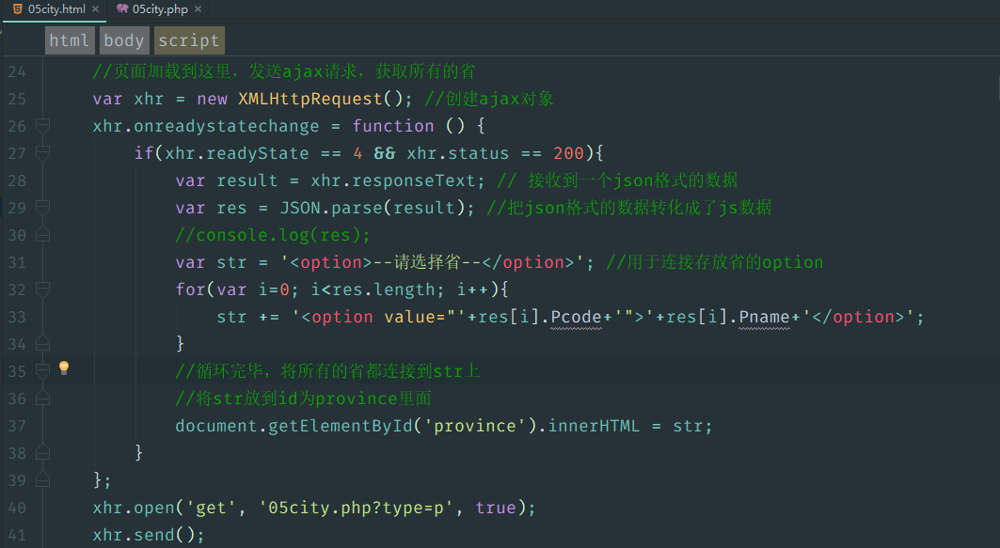 05city.html × 05city.php ×
html body script
24 //页面加载到这里，发送ajax请求，获取所有的省
25 var xhr = new XMLHttpRequest(); //创建ajax对象
26 xhr.onreadystatechange = function () {
27 if(xhr.readyState == 4 && xhr.status == 200){
28 var result = xhr.responseText; // 接收到一个json格式的数据
29 var res = JSON.parse(result); //把json格式的数据转化成了js数据
30 //console.log(res);
31 var str = '<option>--请选择省--</option>'; //用于连接存放省的option
32 for(var i=0; i<res.length; i++){
33 str += '<option value="'+res[i].Pcode+'">'+res[i].Pname+'</option>';
34 }
35 //循环完毕，将所有的省都连接到str上
36 //将str放到id为province里面
37 document.getElementById('province').innerHTML = str;
38 }
39 };
40 xhr.open('get', '05city.php?type=p', true);
41 xhr.send();